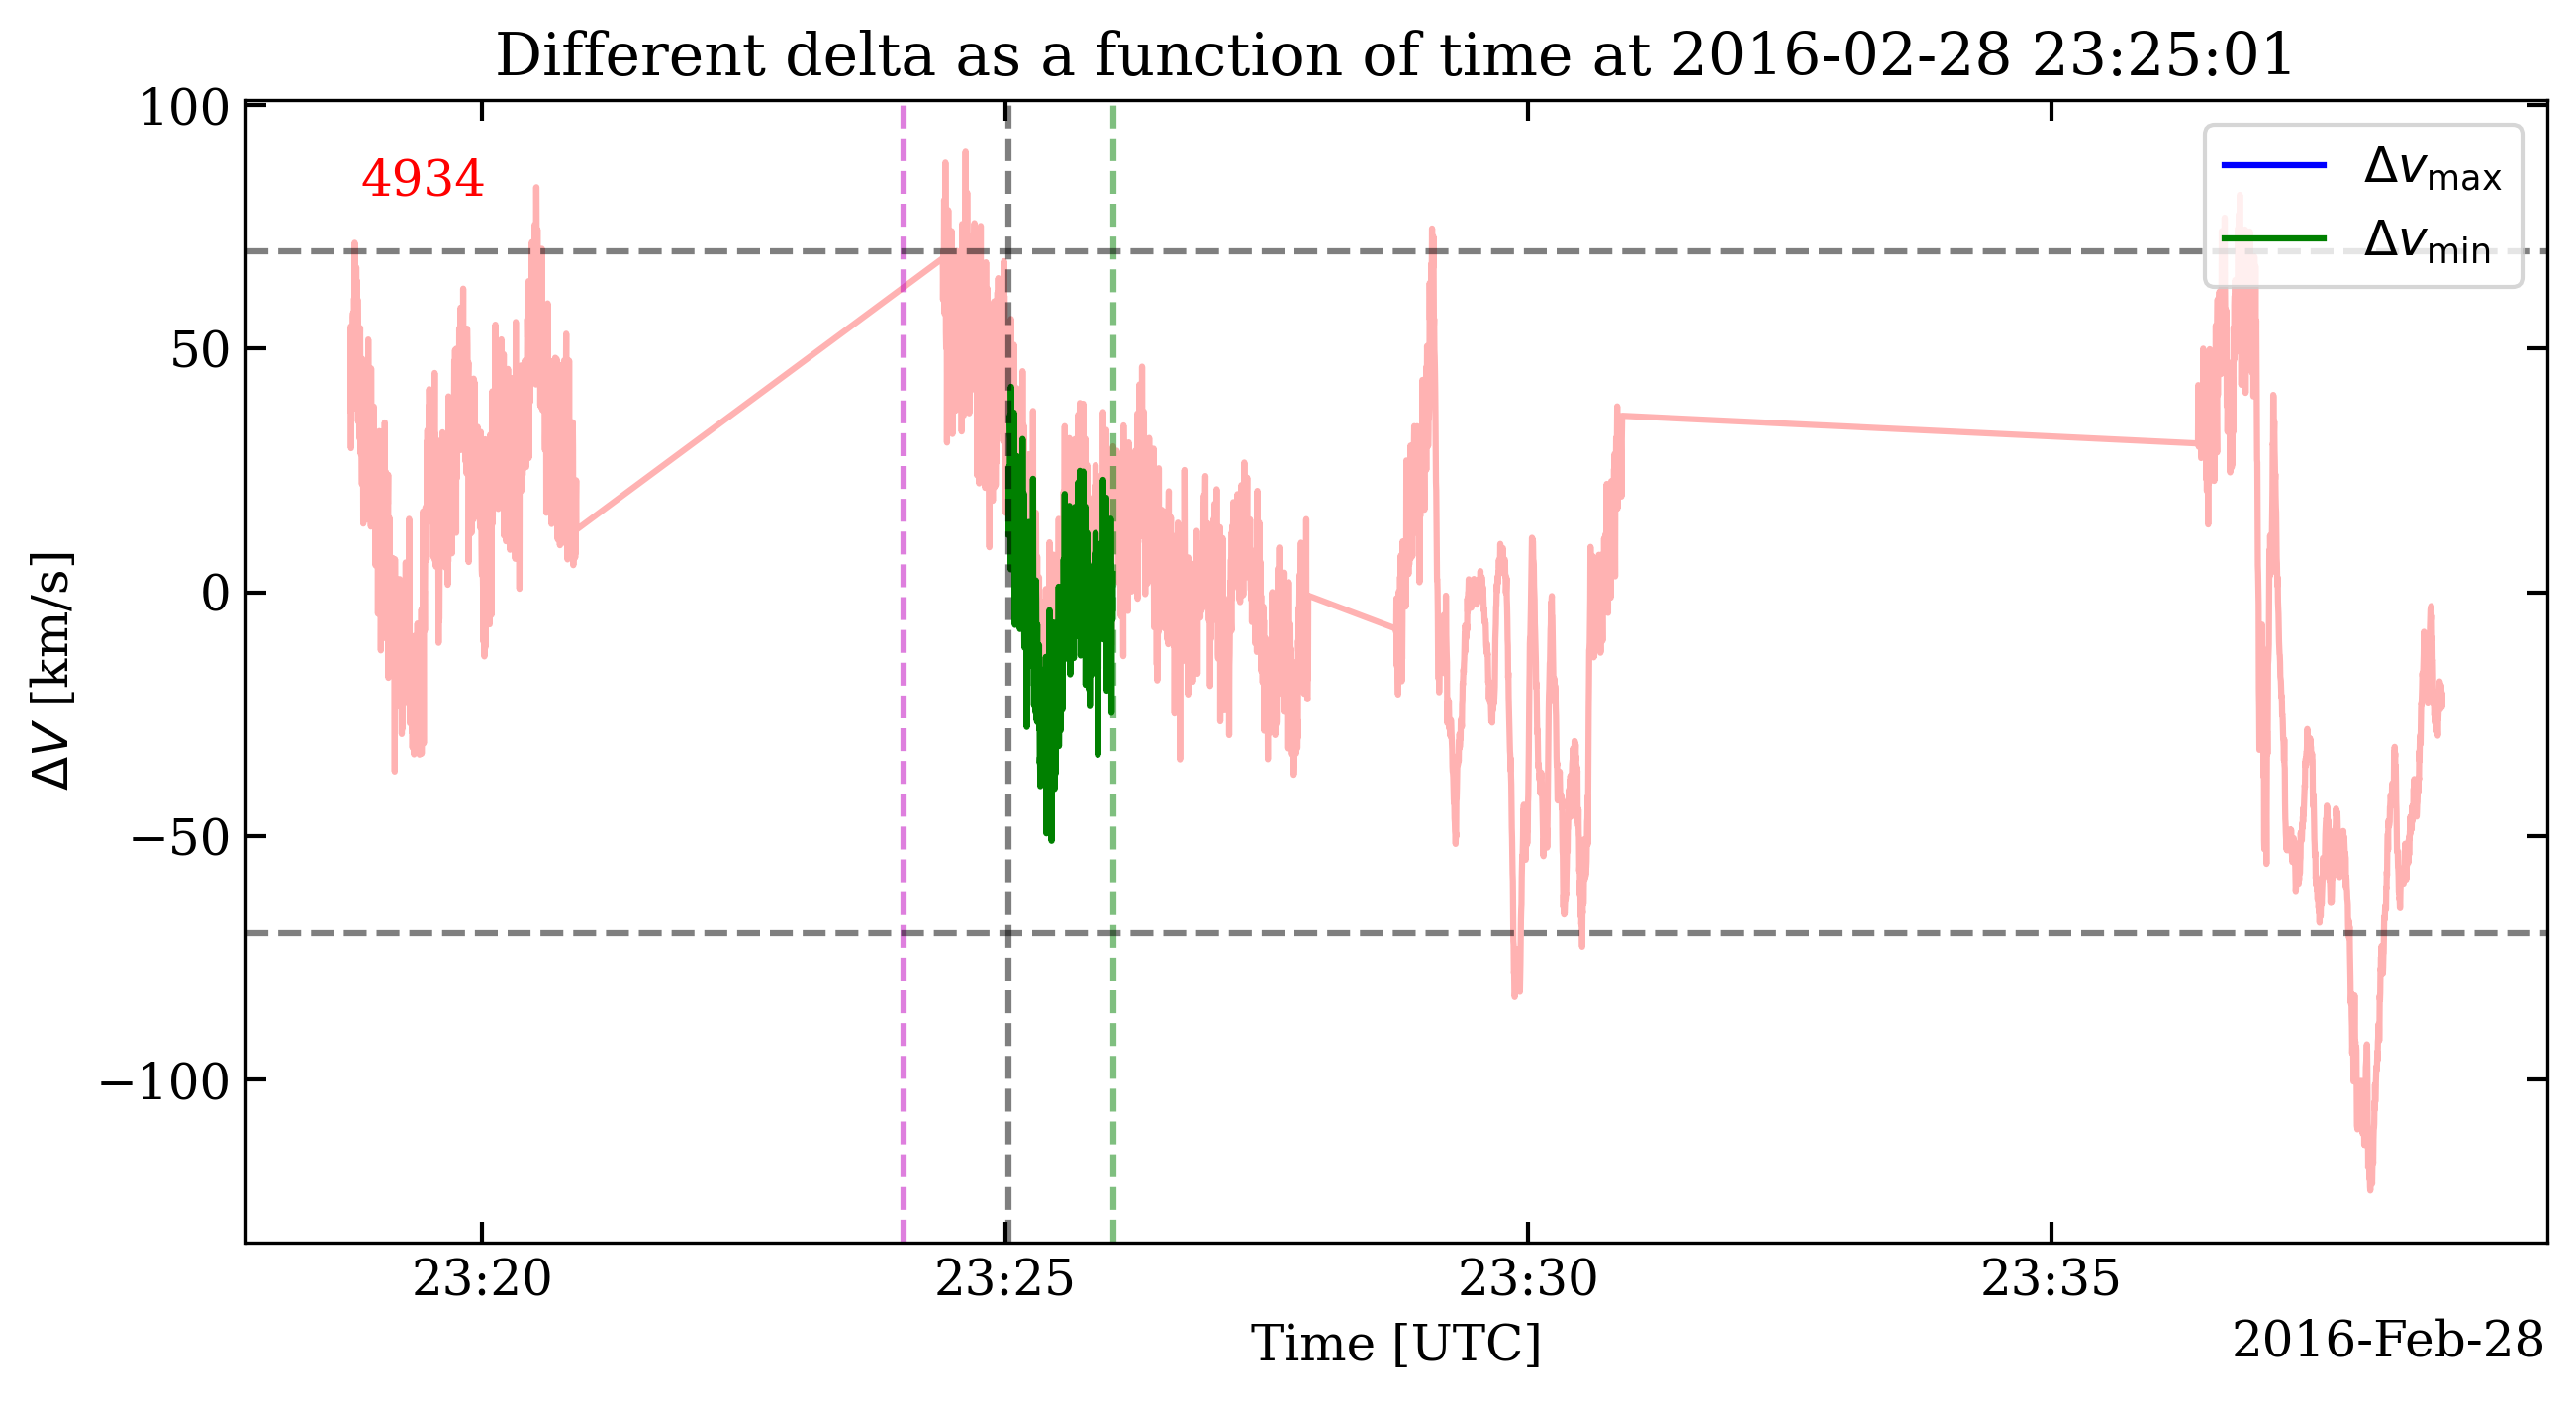 Different delta as a function of time at 2016-02-28 23:25:01
100
50
0
−50
−100
ΔV [km/s]
4934
Δvmax
Δvmin
23:20 23:25 23:30 23:35
Time [UTC]
2016-Feb-28